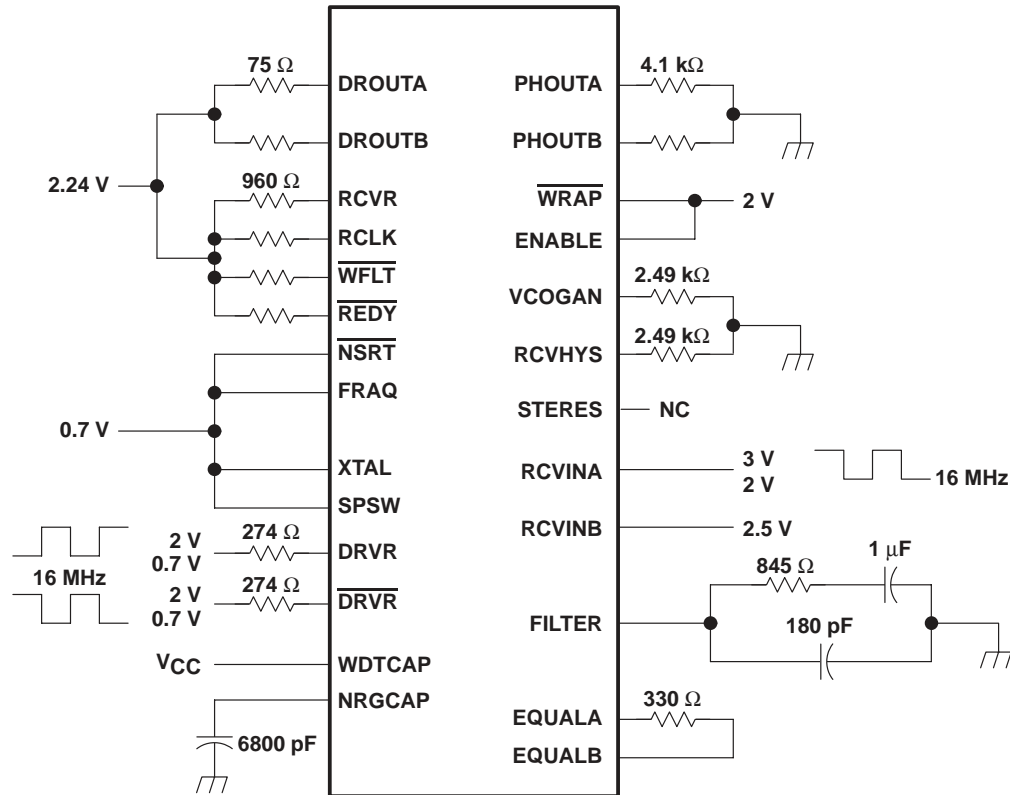 75 Ω
DROUTA
DROUTB
2.24 V
960 Ω
RCVR
RCLK
WFLT
REDY
NSRT
FRAQ
0.7 V
XTAL
SPSW
2 V
0.7 V
274 Ω
DRVR
16 MHz
2 V
0.7 V
274 Ω
DRVR
VCC
WDTCAP
NRGCAP
6800 pF
PHOUTA
4.1 kΩ
PHOUTB
WRAP
2 V
ENABLE
VCOGAN
2.49 kΩ
RCVHYS
2.49 kΩ
STERES
NC
RCVINA
3 V
2 V
16 MHz
RCVINB
2.5 V
FILTER
845 Ω
1 μF
180 pF
EQUALA
330 Ω
EQUALB